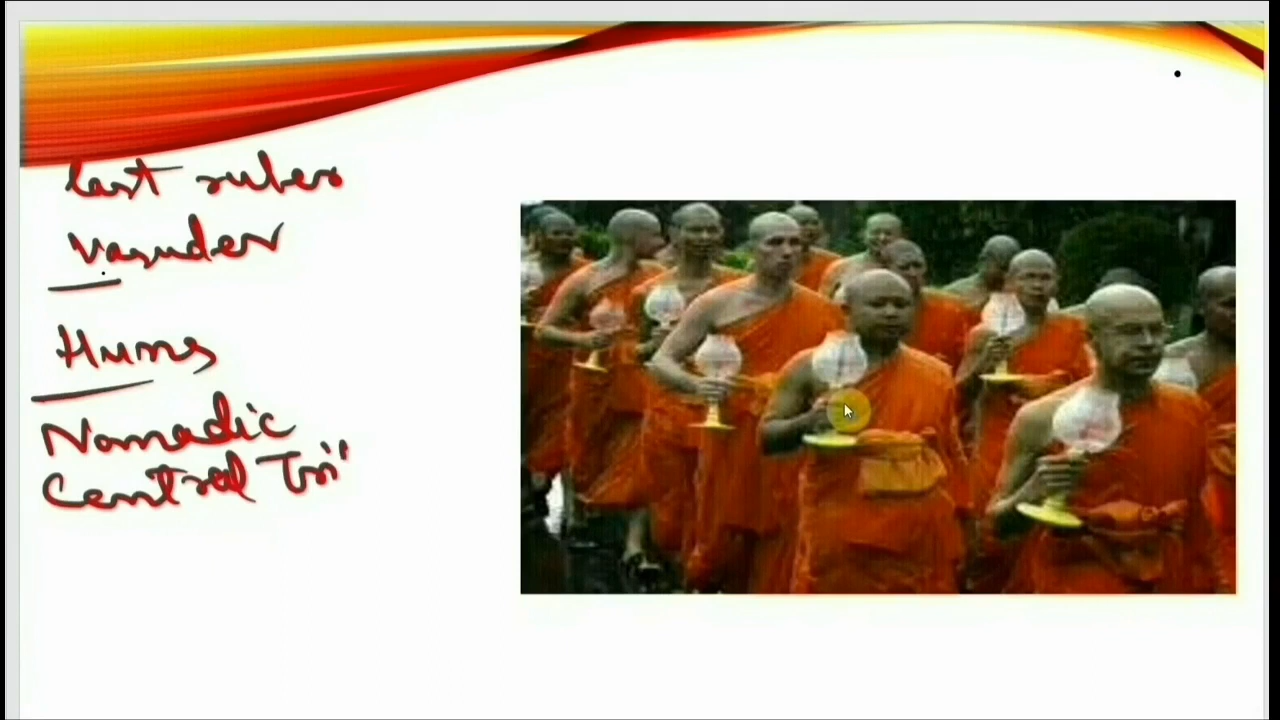 last rulers
Vasudev
Huns
Nomadic
Central Tri"